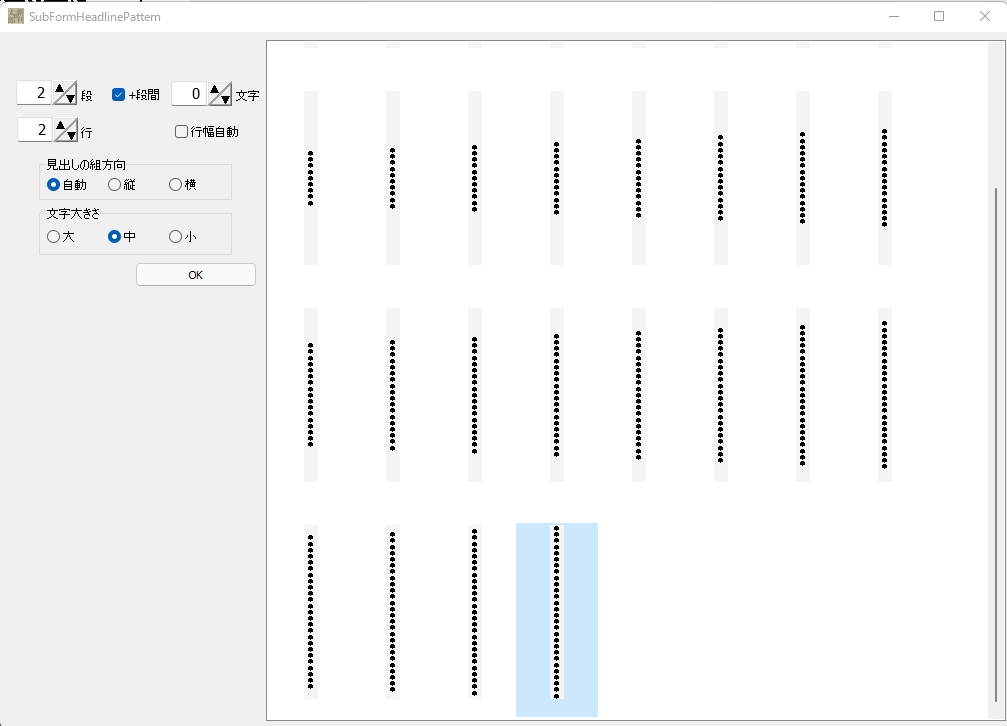 SubFormHeadlinePattern
2 段 +段間 0 文字
2 行 行幅自動
見出しの組方向
自動 縦 横
文字大きさ
大 中 小
OK